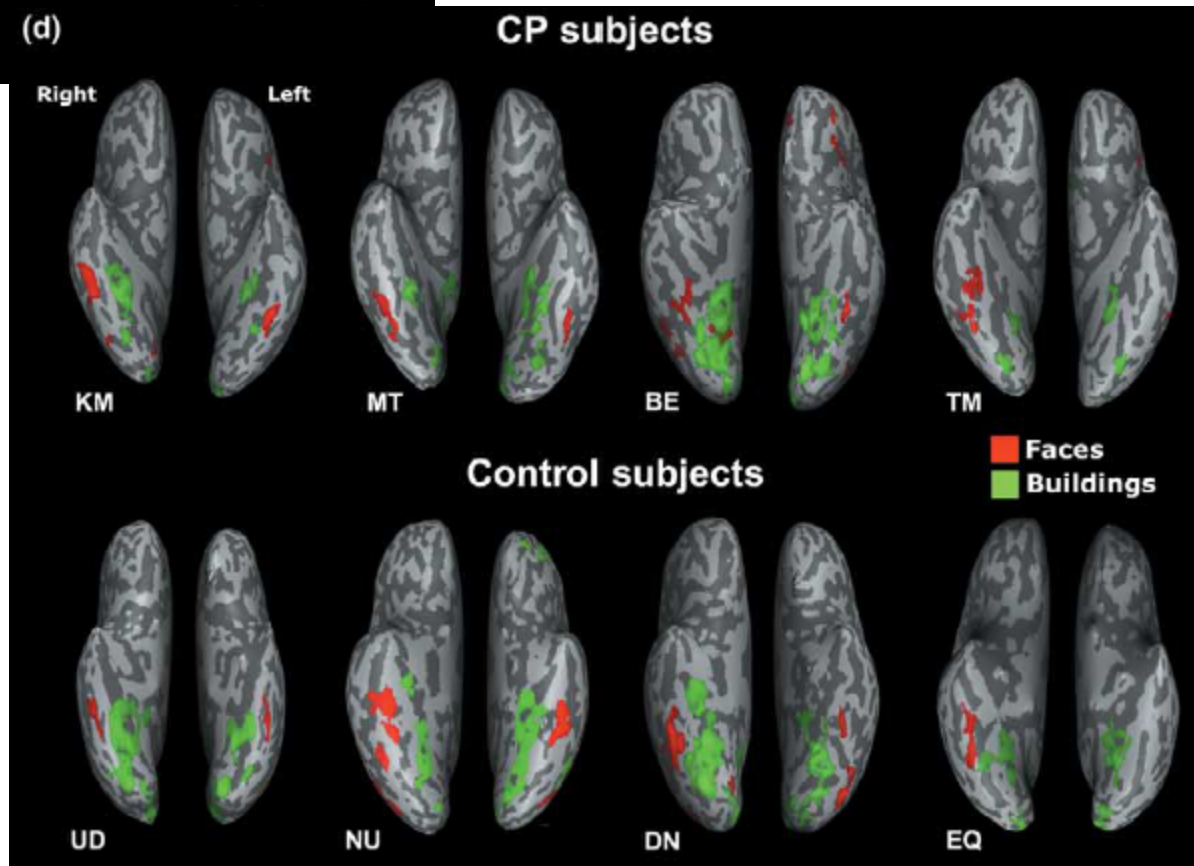 (d)
CP subjects
Right
Left
KM
MT
BE
TM
Faces
Buildings
Control subjects
UD
NU
DN
EQ